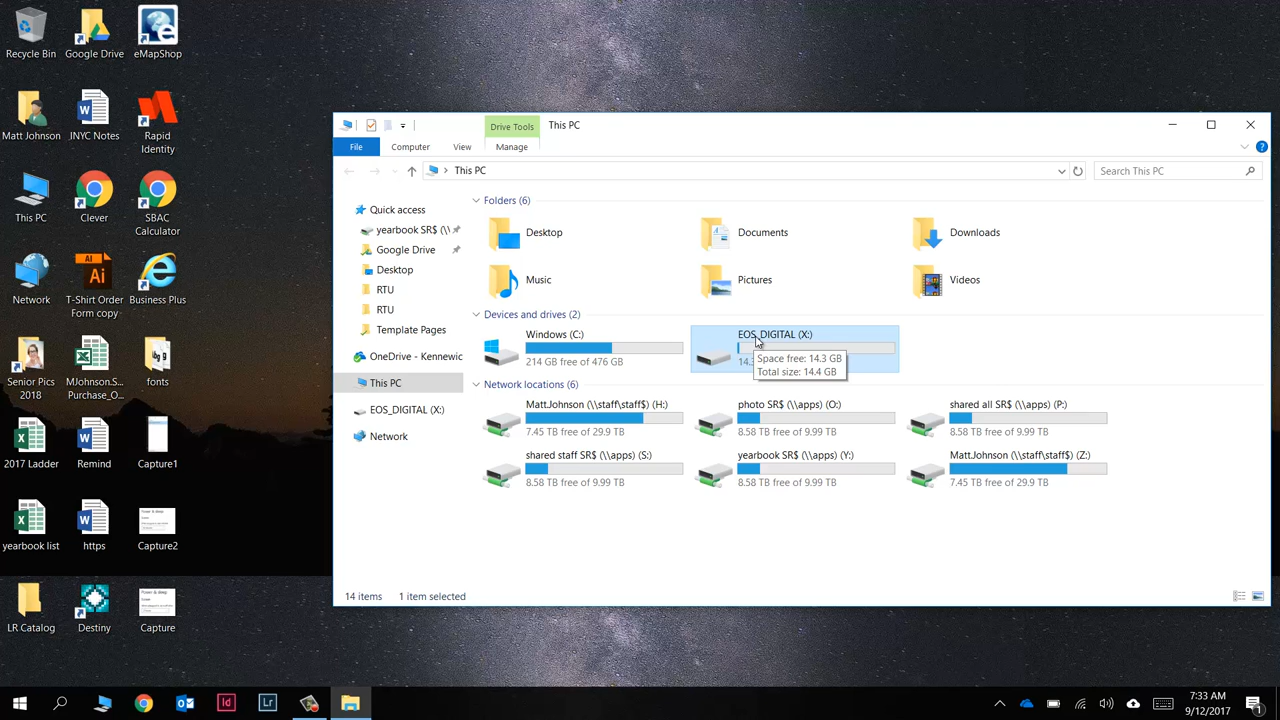 Recycle Bin
Google Drive
eMapShop
Matt Johnson
JNYC Notes
Rapid
Identity
This PC
Clever
SBAC
Calculator
Network
T-Shirt Order
Form copy
Business Plus
Senior Pics
2018
MJohnson.S...
Purchase_O...
fonts
2017 Ladder
Remind
Capture1
yearbook list
https
Capture2
LR Catalog
Destiny
Capture
Drive Tools
This PC
File
Computer
View
Manage
This PC
Search This PC
Quick access
yearbook SR$ (\\
Google Drive
Desktop
RTU
RTU
Template Pages
OneDrive - Kennewic
This PC
EOS_DIGITAL (X:)
Network
Folders (6)
Desktop
Documents
Downloads
Music
Pictures
Videos
Devices and drives (2)
Windows (C:)
214 GB free of 476 GB
EOS_DIGITAL (X:)
14.
Space free: 14.3 GB
Total size: 14.4 GB
Network locations (6)
MattJohnson (\\staff\staff$) (H:)
7.45 TB free of 29.9 TB
photo SR$ (\\apps) (O:)
8.58 TB free of 9.99 TB
shared all SR$ (\\apps) (P:)
8.58 TB free of 9.99 TB
shared staff SR$ (\\apps) (S:)
8.58 TB free of 9.99 TB
yearbook SR$ (\\apps) (Y:)
8.58 TB free of 9.99 TB
MattJohnson (\\staff\staff$) (Z:)
7.45 TB free of 29.9 TB
14 items
1 item selected
Id
Lr
7:33 AM
9/12/2017